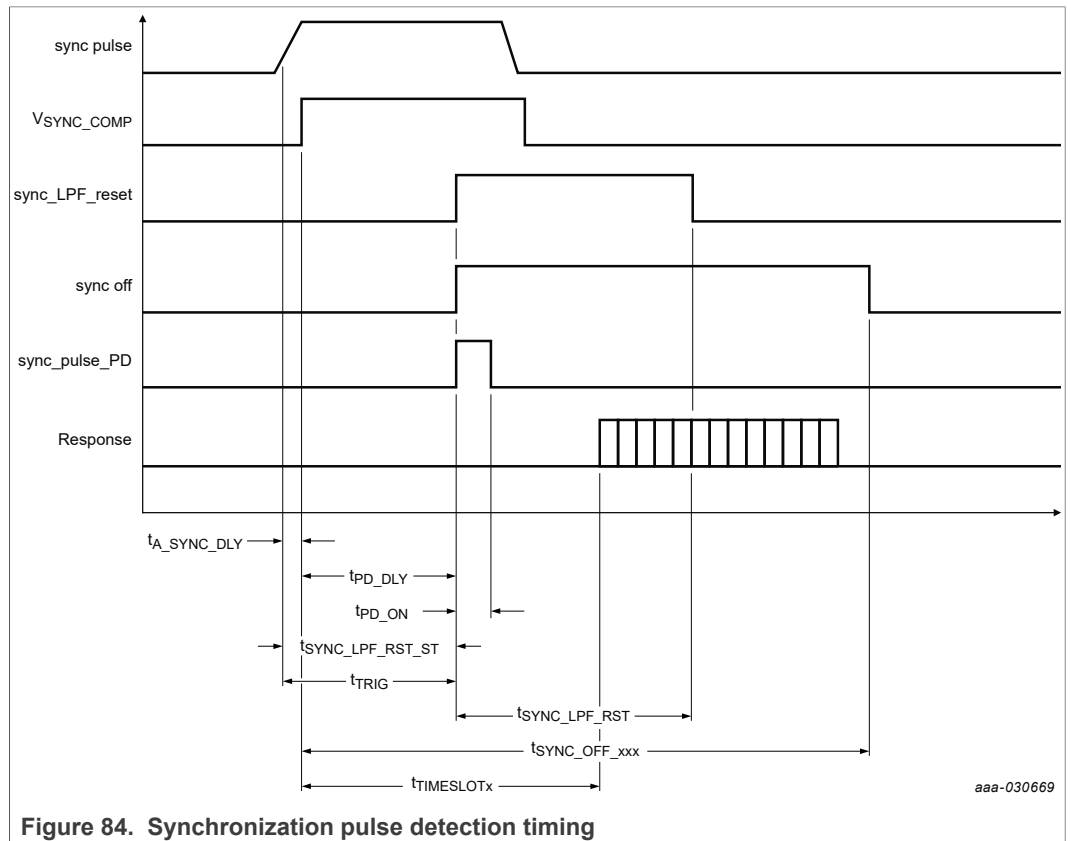 sync pulse
VSYNC_COMP
sync_LPF_reset
sync off
sync_pulse_PD
Response
tA_SYNC_DLY
tPD_DLY
tPD_ON
tSYNC_LPF_RST_ST
tTRIG
tSYNC_LPF_RST
tSYNC_OFF_xxx
tTIMESLOTx
aaa-030669
Figure 84. Synchronization pulse detection timing